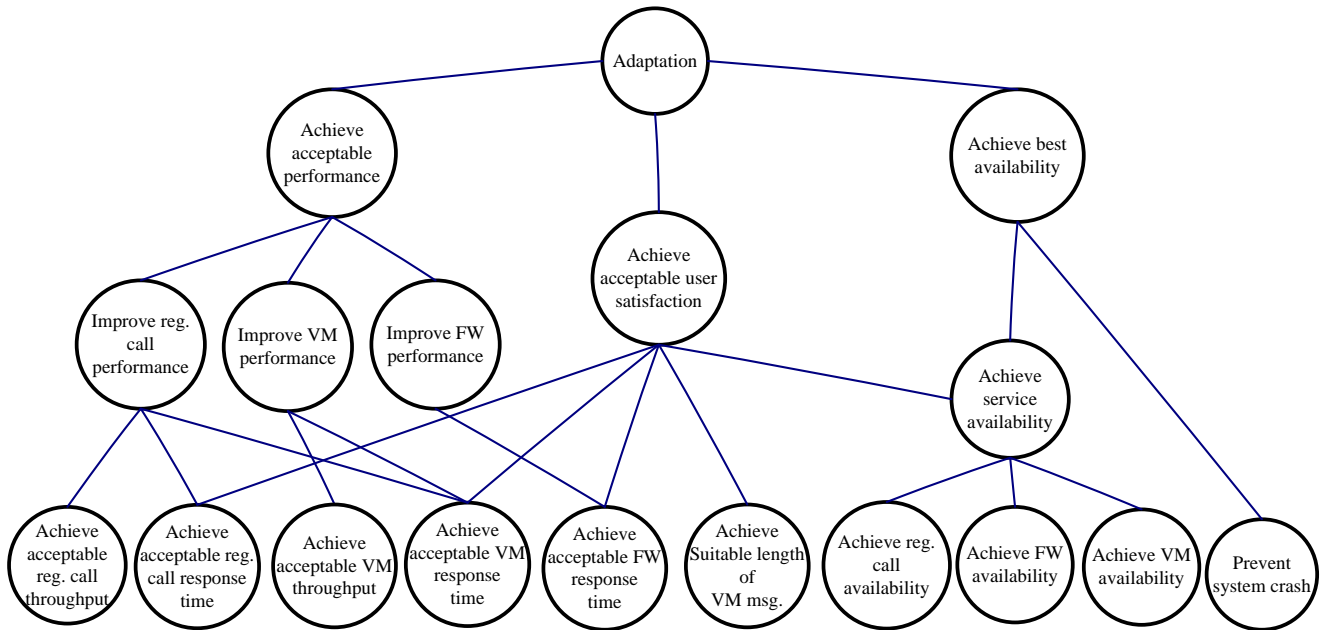 Adaptation
Achieve
acceptable
performance
Achieve best
availability
Achieve
acceptable user
satisfaction
Improve reg.
call
performance
Improve VM
performance
Improve FW
performance
Achieve
service
availability
Achieve
acceptable
reg. call
throughput
Achieve
acceptable reg.
call response
time
Achieve
acceptable VM
throughput
Achieve
acceptable VM
response
time
Achieve
acceptable FW
response
time
Achieve
Suitable length
of
VM msg.
Achieve reg.
call
availability
Achieve FW
availability
Achieve VM
availability
Prevent
system crash